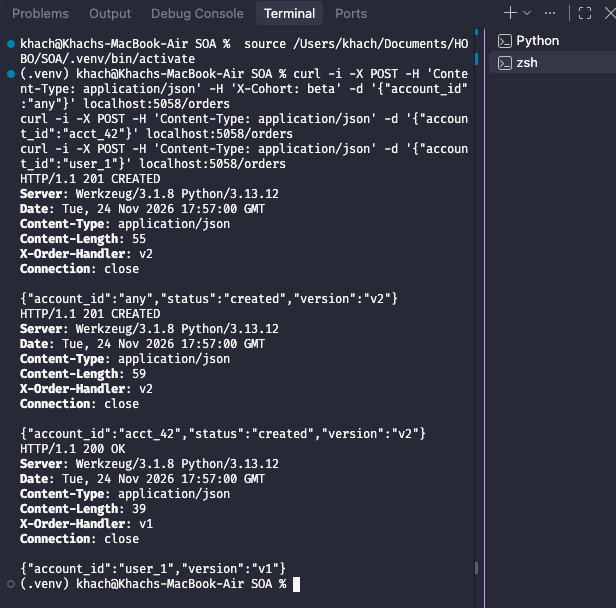 Problems Output Debug Console Terminal Ports
khach@Khachs-MacBook-Air SOA %  source /Users/khach/Documents/HO
BO/SOA/.venv/bin/activate
(.venv) khach@Khachs-MacBook-Air SOA % curl -i -X POST -H 'Conte
nt-Type: application/json' -H 'X-Cohort: beta' -d '{"account_id"
:"any"}' localhost:5058/orders
curl -i -X POST -H 'Content-Type: application/json' -d '{"accoun
t_id":"acct_42"}' localhost:5058/orders
curl -i -X POST -H 'Content-Type: application/json' -d '{"accoun
t_id":"user_1"}' localhost:5058/orders
HTTP/1.1 201 CREATED
Server: Werkzeug/3.1.8 Python/3.13.12
Date: Tue, 24 Nov 2026 17:57:00 GMT
Content-Type: application/json
Content-Length: 55
X-Order-Handler: v2
Connection: close

{"account_id":"any","status":"created","version":"v2"}
HTTP/1.1 201 CREATED
Server: Werkzeug/3.1.8 Python/3.13.12
Date: Tue, 24 Nov 2026 17:57:00 GMT
Content-Type: application/json
Content-Length: 59
X-Order-Handler: v2
Connection: close

{"account_id":"acct_42","status":"created","version":"v2"}
HTTP/1.1 200 OK
Server: Werkzeug/3.1.8 Python/3.13.12
Date: Tue, 24 Nov 2026 17:57:00 GMT
Content-Type: application/json
Content-Length: 39
X-Order-Handler: v1
Connection: close

{"account_id":"user_1","version":"v1"}
(.venv) khach@Khachs-MacBook-Air SOA %
Python
zsh